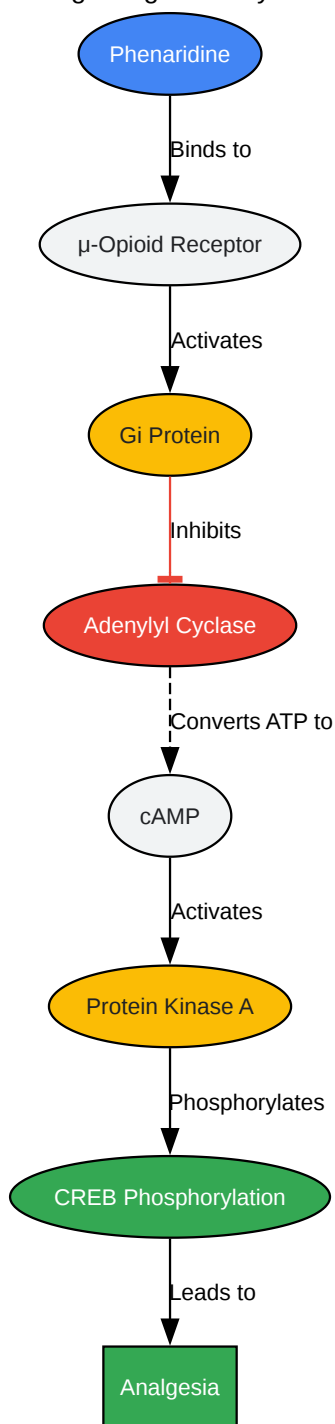 Phenaridine
Binds to
μ-Opioid Receptor
Activates
Gi Protein
Inhibits
Adenylyl Cyclase
Converts ATP to
cAMP
Activates
Protein Kinase A
Phosphorylates
CREB Phosphorylation
Leads to
Analgesia